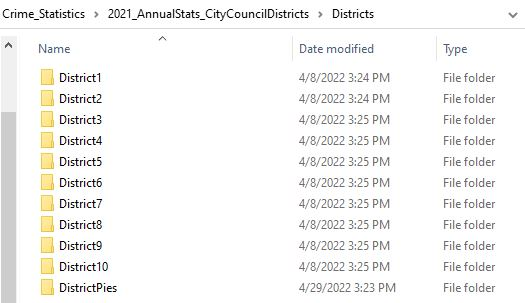 Crime_Statistics > 2021_AnnualStats_CityCouncilDistricts > Districts
Name Date modified Type
District1 4/8/2022 3:24 PM File folder
District2 4/8/2022 3:24 PM File folder
District3 4/8/2022 3:25 PM File folder
District4 4/8/2022 3:25 PM File folder
District5 4/8/2022 3:25 PM File folder
District6 4/8/2022 3:25 PM File folder
District7 4/8/2022 3:25 PM File folder
District8 4/8/2022 3:25 PM File folder
District9 4/8/2022 3:25 PM File folder
District10 4/8/2022 3:25 PM File folder
DistrictPies 4/29/2022 3:23 PM File folder